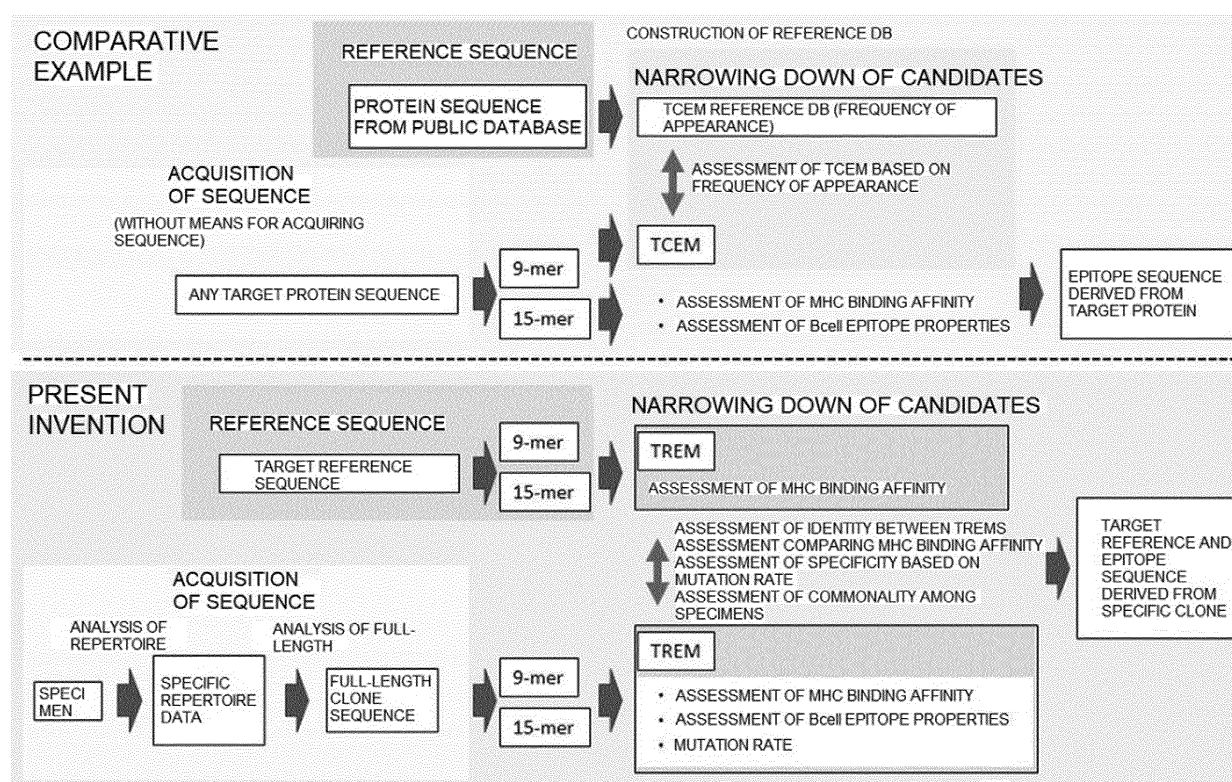 COMPARATIVE
EXAMPLE
REFERENCE SEQUENCE
PROTEIN SEQUENCE
FROM PUBLIC DATABASE
CONSTRUCTION OF REFERENCE DB
NARROWING DOWN OF CANDIDATES
TCEM REFERENCE DB (FREQUENCY OF
APPEARANCE)
ASSESSMENT OF TCEM BASED ON
FREQUENCY OF APPEARANCE
ACQUISITION
OF SEQUENCE
(WITHOUT MEANS FOR ACQUIRING
SEQUENCE)
ANY TARGET PROTEIN SEQUENCE
9-mer
15-mer
TCEM
• ASSESSMENT OF MHC BINDING AFFINITY
• ASSESSMENT OF Bcell EPITOPE PROPERTIES
EPITOPE SEQUENCE
DERIVED FROM
TARGET PROTEIN
PRESENT
INVENTION
REFERENCE SEQUENCE
TARGET REFERENCE
SEQUENCE
9-mer
15-mer
NARROWING DOWN OF CANDIDATES
TREM
ASSESSMENT OF MHC BINDING AFFINITY
ASSESSMENT OF IDENTITY BETWEEN TREMS
ASSESSMENT COMPARING MHC BINDING AFFINITY
ASSESSMENT OF SPECIFICITY BASED ON
MUTATION RATE
ASSESSMENT OF COMMONALITY AMONG
SPECIMENS
TARGET
REFERENCE AND
EPITOPE
SEQUENCE
DERIVED FROM
SPECIFIC CLONE
ACQUISITION
OF SEQUENCE
ANALYSIS OF
REPERTOIRE
ANALYSIS OF FULL-
LENGTH
SPECI
MEN
SPECIFIC
REPERTOIRE
DATA
FULL-LENGTH
CLONE
SEQUENCE
9-mer
15-mer
TREM
• ASSESSMENT OF MHC BINDING AFFINITY
• ASSESSMENT OF Bcell EPITOPE PROPERTIES
• MUTATION RATE